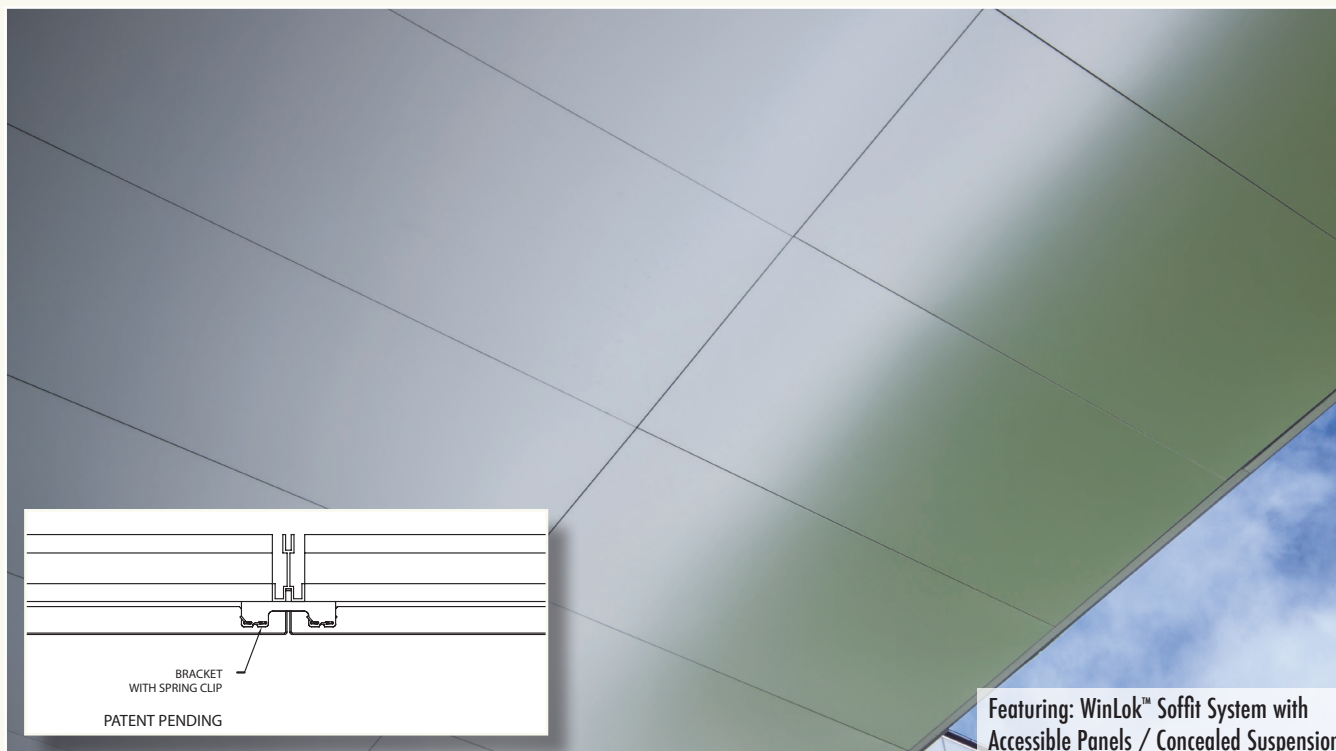 BRACKET
WITH SPRING CLIP
PATENT PENDING
Featuring: WinLok™ Soffit System with
Accessible Panels / Concealed Suspension